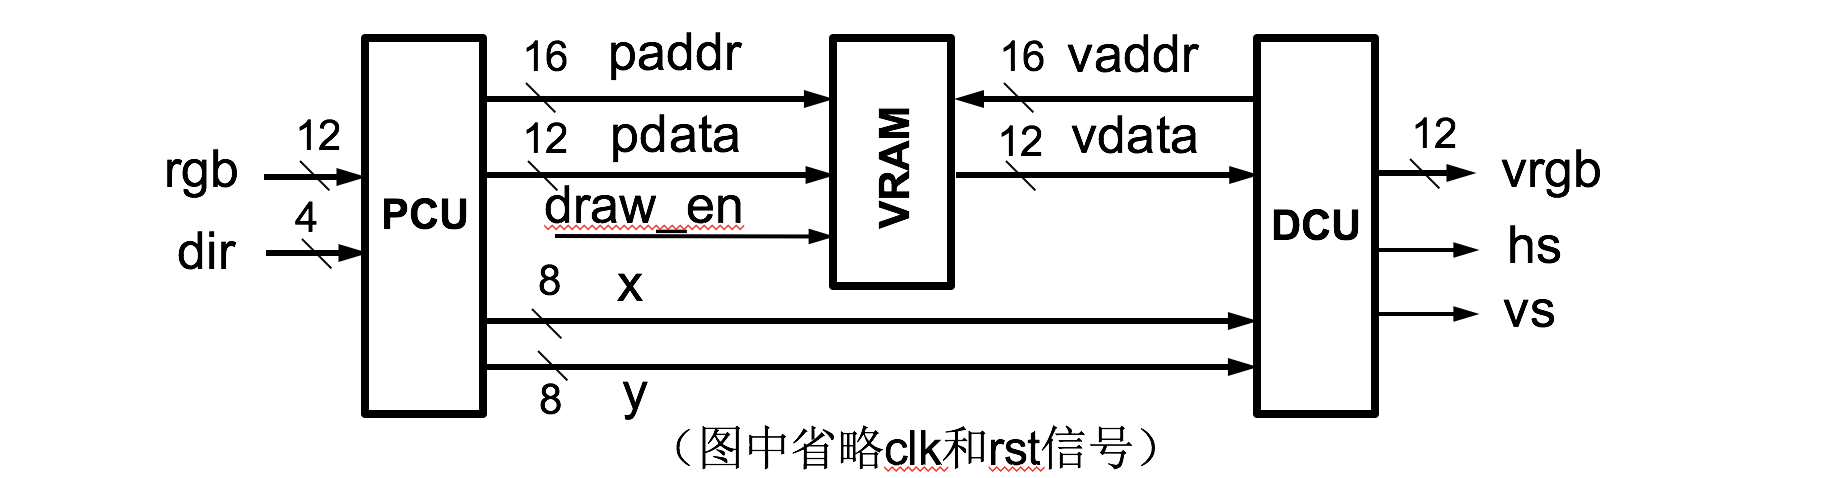 16 paddr
16 vaddr
12 pdata
12 vdata
12
rgb
4
dir
PCU
draw_en
VRAM
DCU
12
vrgb
hs
vs
8 x
8 y
（图中省略clk和rst信号）